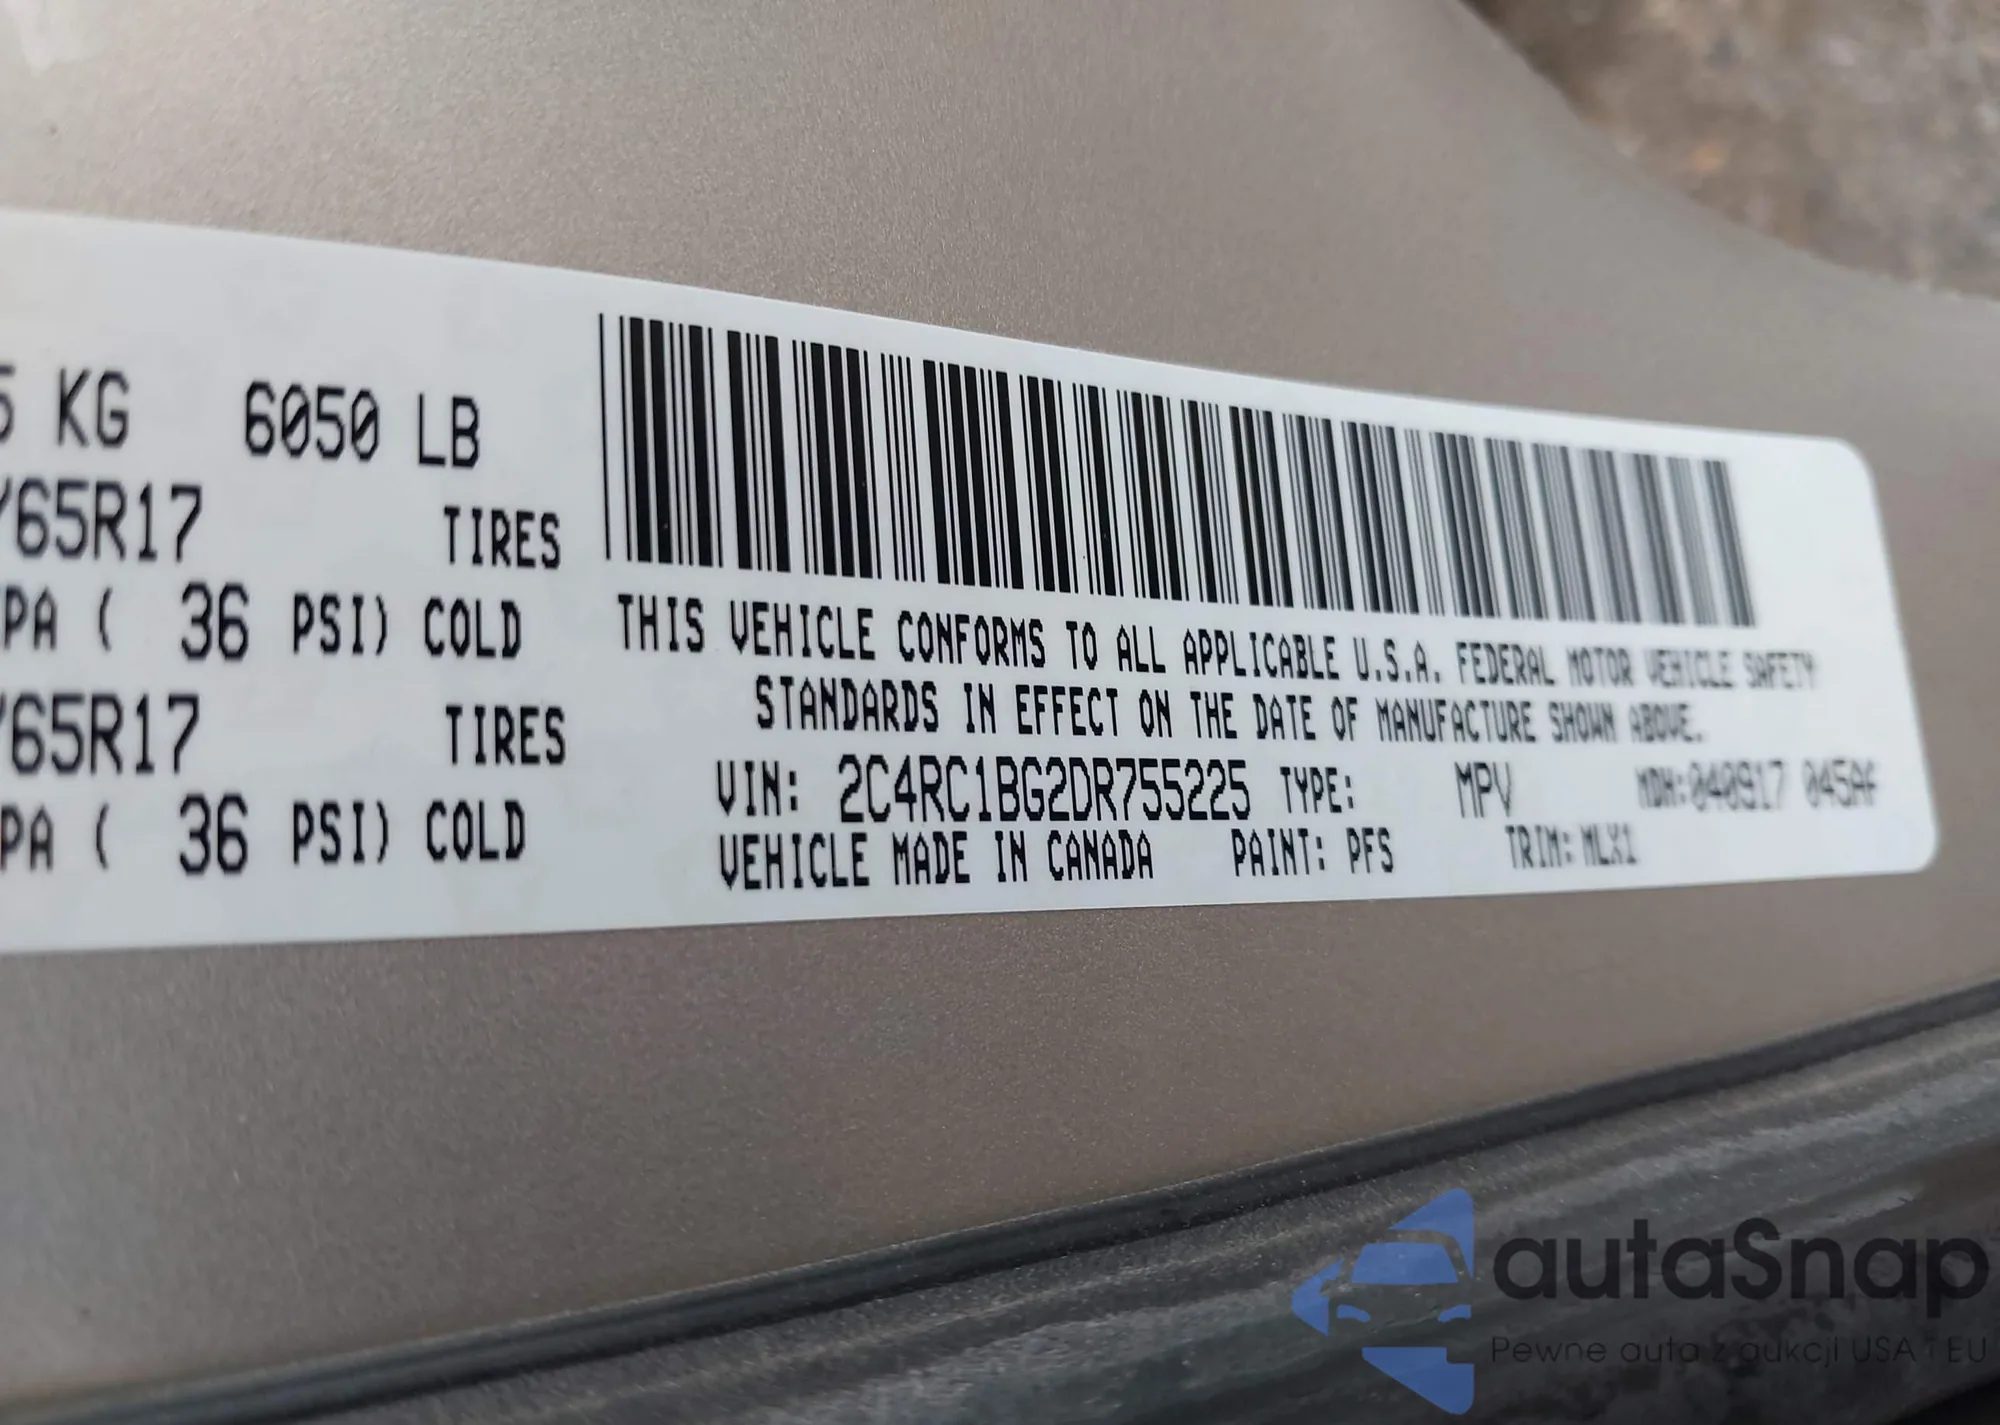 5 KG 6050 LB
/65R17 TIRES
PA ( 36 PSI) COLD
/65R17 TIRES
PA ( 36 PSI) COLD
THIS VEHICLE CONFORMS TO ALL APPLICABLE U.S.A. FEDERAL MOTOR VEHICLE SAFETY
STANDARDS IN EFFECT ON THE DATE OF MANUFACTURE SHOWN ABOVE.
VIN: 2C4RC1BG2DR755225 TYPE: MPV MDH:040917 045AF
VEHICLE MADE IN CANADA PAINT: PFS TRIM: MLX1
autaSnap
Pewne auta z aukcji USA i EU